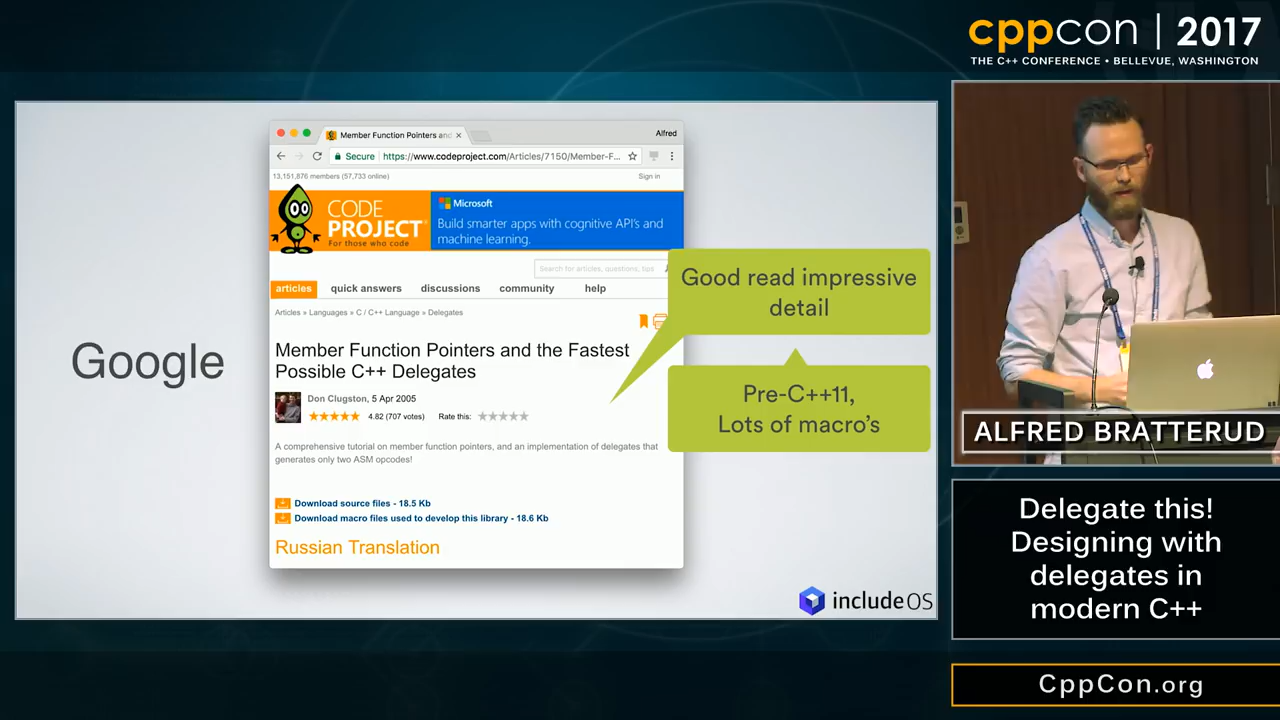 cppcon | 2017
THE C++ CONFERENCE • BELLEVUE, WASHINGTON
Google
Member Function Pointers and
Alfred
Secure
https://www.codeproject.com/Articles/7150/Member-F...
13,151,876 members (57,733 online)
Sign in
CODE
PROJECT
For those who code
Microsoft
Build smarter apps with cognitive API's and
machine learning.
Search for articles, questions, tips
articles quick answers discussions community help
Articles » Languages » C / C++ Language » Delegates
Member Function Pointers and the Fastest
Possible C++ Delegates
Don Clugston, 5 Apr 2005
4.82 (707 votes) Rate this:
A comprehensive tutorial on member function pointers, and an implementation of delegates that
generates only two ASM opcodes!
Download source files - 18.5 Kb
Download macro files used to develop this library - 18.6 Kb
Russian Translation
Good read impressive
detail
Pre-C++11,
Lots of macro's
includeOS
ALFRED BRATTERUD
Delegate this!
Designing with
delegates in
modern C++
CppCon.org